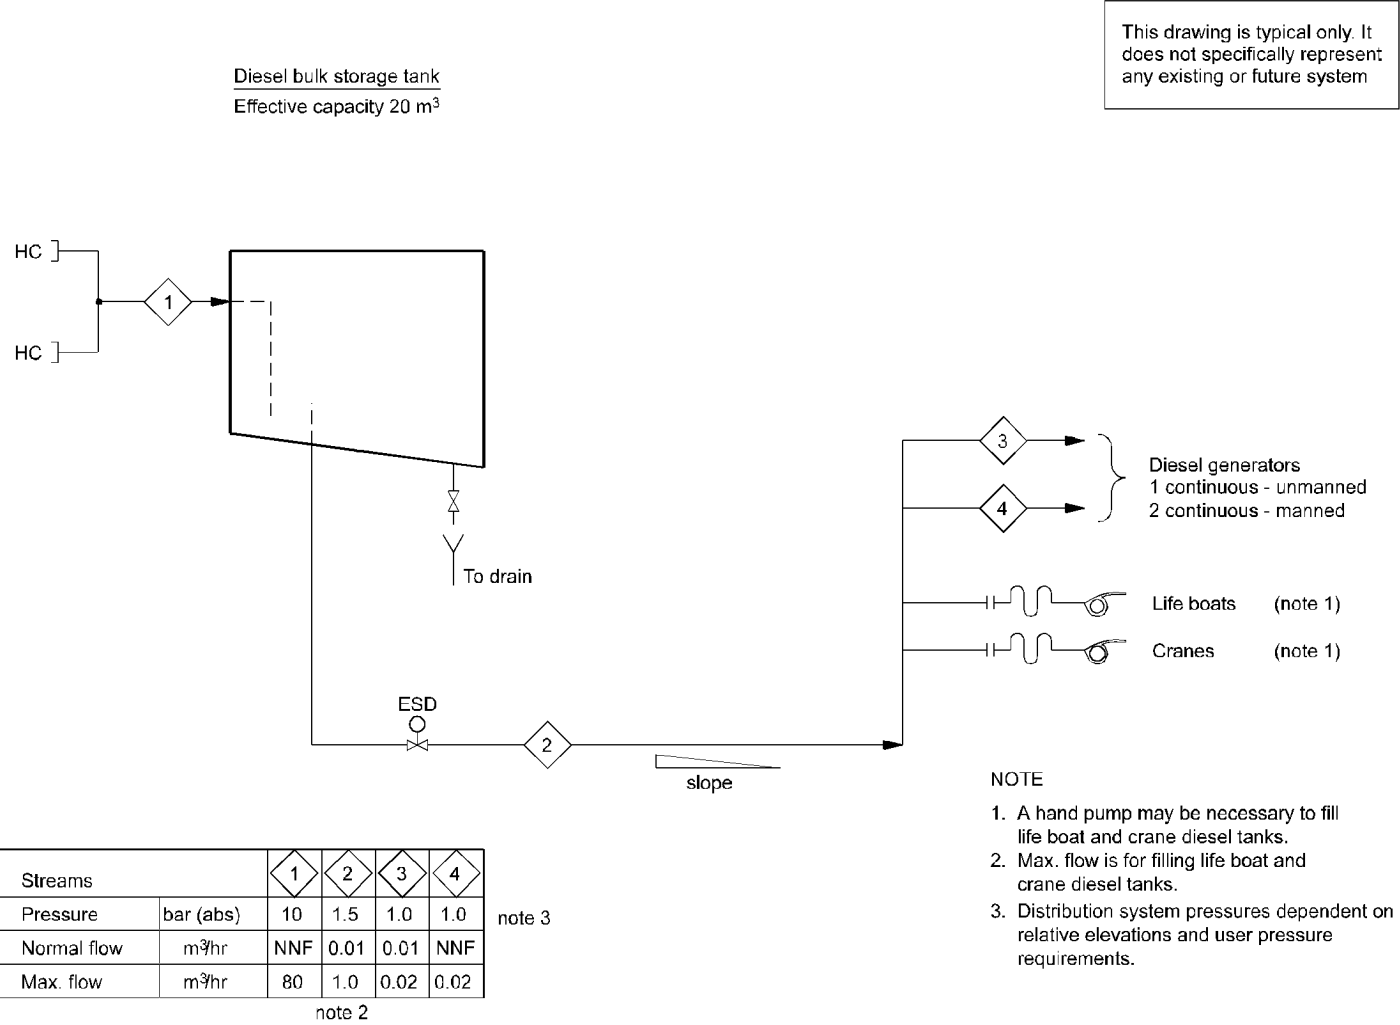 This drawing is typical only. It
does not specifically represent
any existing or future system
Diesel bulk storage tank
Effective capacity 20 m³
HC
1
HC
3
Diesel generators
1 continuous - unmanned
4
2 continuous - manned
To drain
Life boats (note 1)
Cranes (note 1)
ESD
2
slope
NOTE
1. A hand pump may be necessary to fill
life boat and crane diesel tanks.
2. Max. flow is for filling life boat and
crane diesel tanks.
3. Distribution system pressures dependent on
relative elevations and user pressure
requirements.
Streams 1 2 3 4
Pressure bar (abs) 10 1.5 1.0 1.0 note 3
Normal flow m³/hr NNF 0.01 0.01 NNF
Max. flow m³/hr 80 1.0 0.02 0.02
note 2